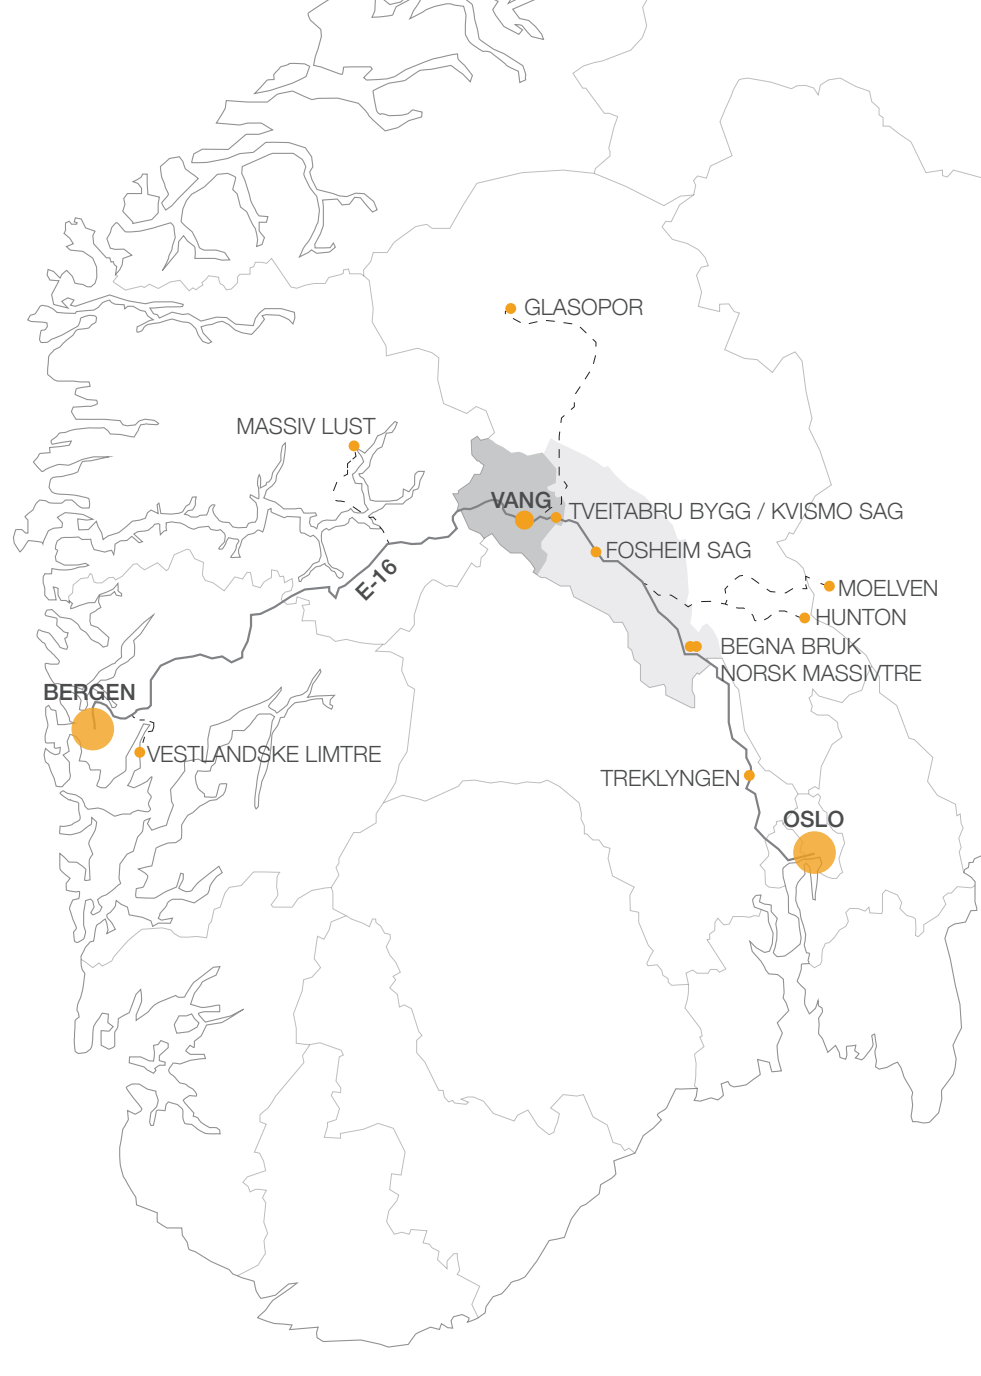 GLASOPOR
MASSIV LUST
VANG
TVEITABRU BYGG / KVISMO SAG
FOSHEIM SAG
E-16
MOELVEN
HUNTON
BEGNA BRUK
NORSK MASSIVTRE
BERGEN
VESTLANDSKE LIMTRE
TREKLYNGEN
OSLO